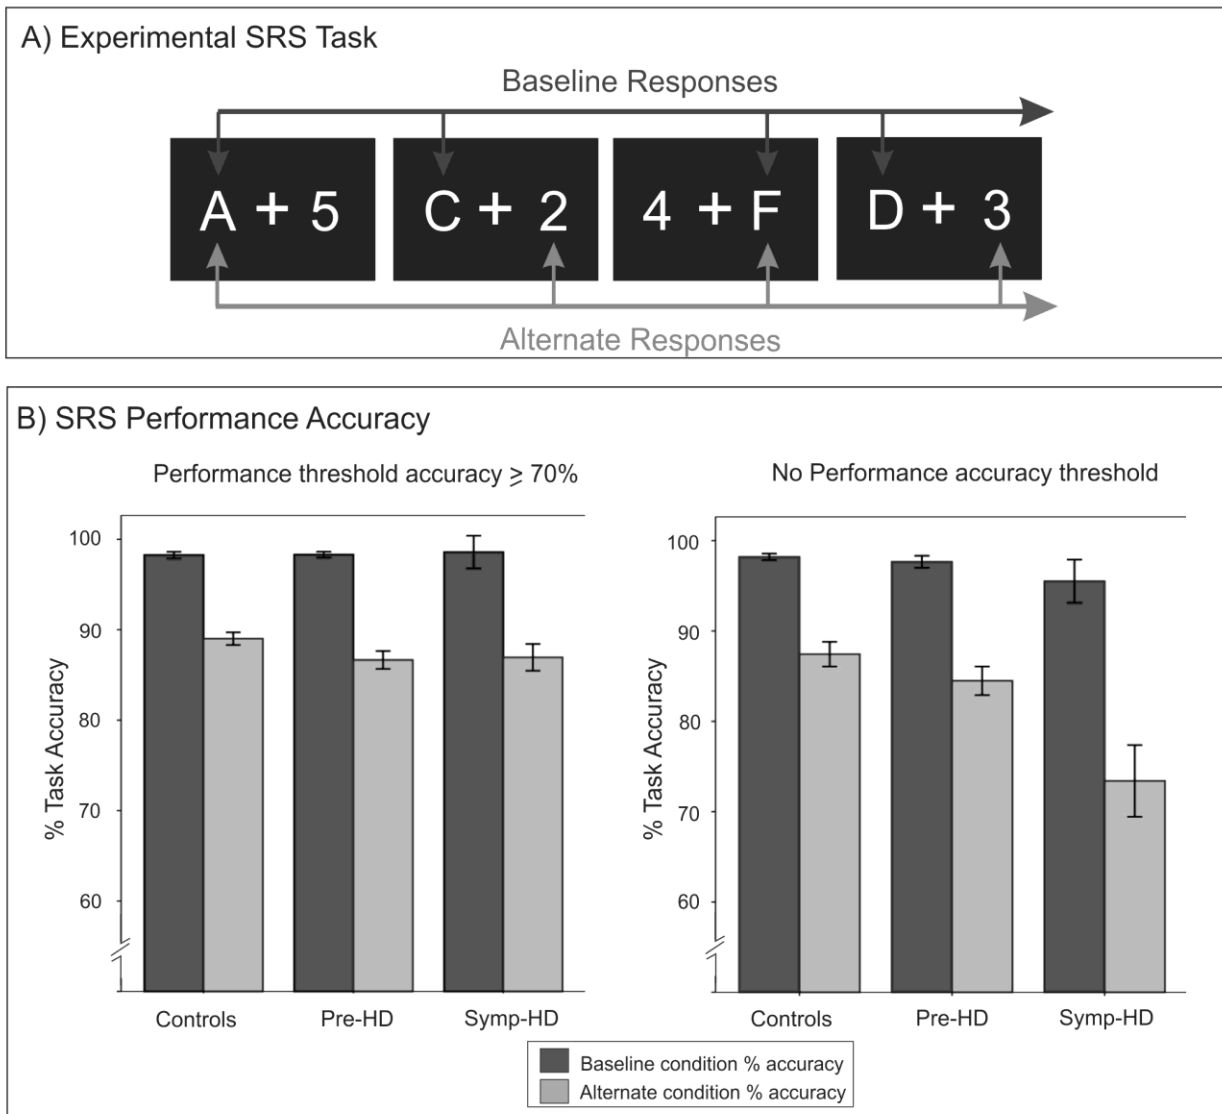 A) Experimental SRS Task
Baseline Responses
A + 5
C + 2
4 + F
D + 3
Alternate Responses
B) SRS Performance Accuracy
Performance threshold accuracy ≥ 70%
% Task Accuracy
100
90
80
70
60
Controls
Pre-HD
Symp-HD
No Performance accuracy threshold
% Task Accuracy
100
90
80
70
60
Controls
Pre-HD
Symp-HD
Baseline condition % accuracy
Alternate condition % accuracy